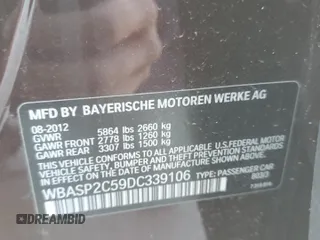 MFD BY BAYERISCHE MOTOREN WERKE AG
08-2012
GVWR 5864 lbs 2660 kg
GAWR FRONT 2778 lbs 1260 kg
GAWR REAR 3307 lbs 1500 kg
THIS VEHICLE CONFORMS TO ALL APPLICABLE
U.S. FEDERAL MOTOR VEHICLE SAFETY,
BUMPER, AND THEFT PREVENTION STANDARDS
IN EFFECT ON THE DATE OF MANUFACTURE
SHOWN ABOVE.
WBASP2C59DC339106 TYPE: PASSENGER CAR
DREAMBID